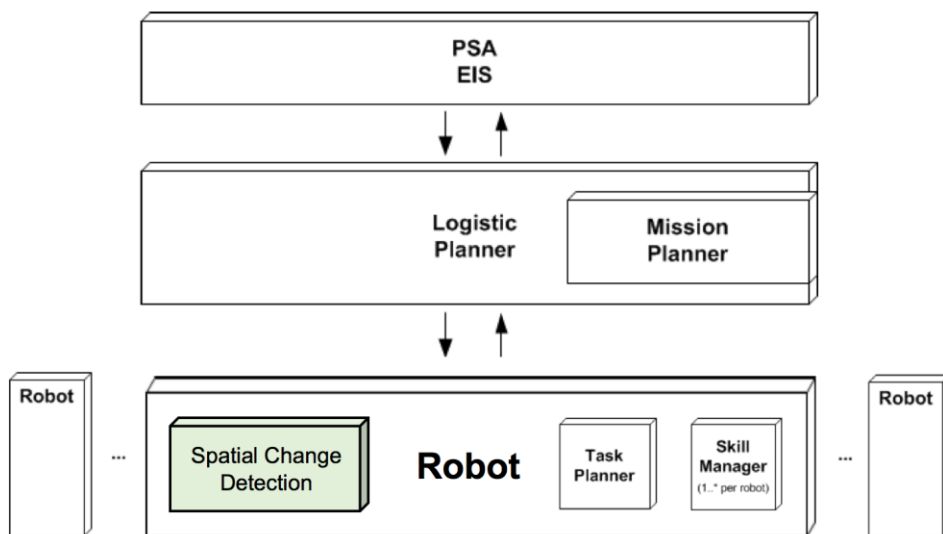 PSA
EIS
Logistic
Planner
Mission
Planner
Robot
...
Spatial Change
Detection
Robot
Task
Planner
Skill
Manager
(1..* per robot)
...
Robot